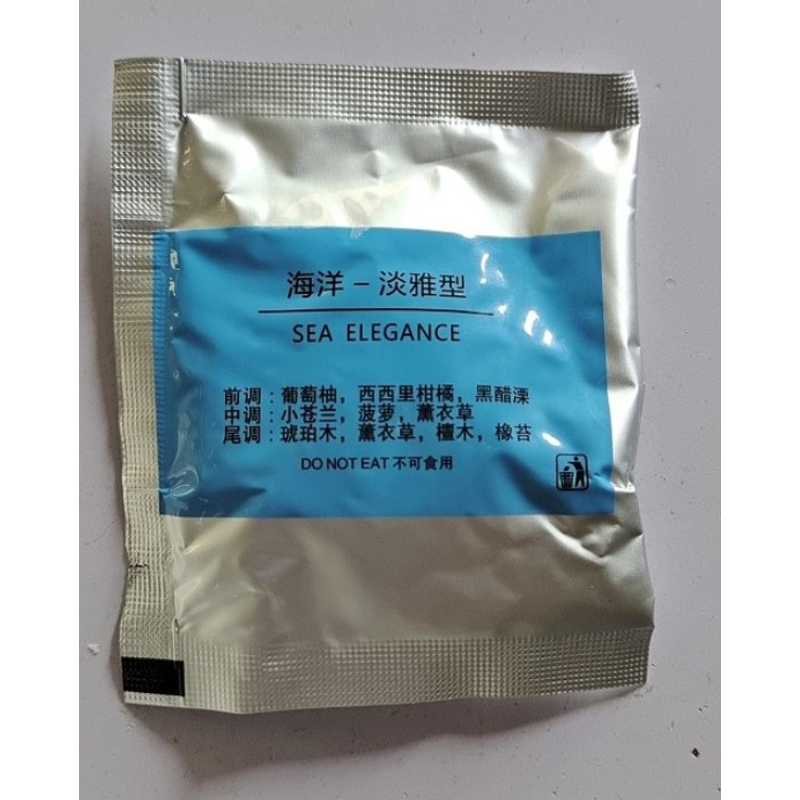 海洋 – 淡雅型
SEA ELEGANCE
前调：葡萄柚，西西里柑橘，黑醋溧
中调：小苍兰，菠萝，薰衣草
尾调：琥珀木，薰衣草，檀木，橡苔
DO NOT EAT 不可食用